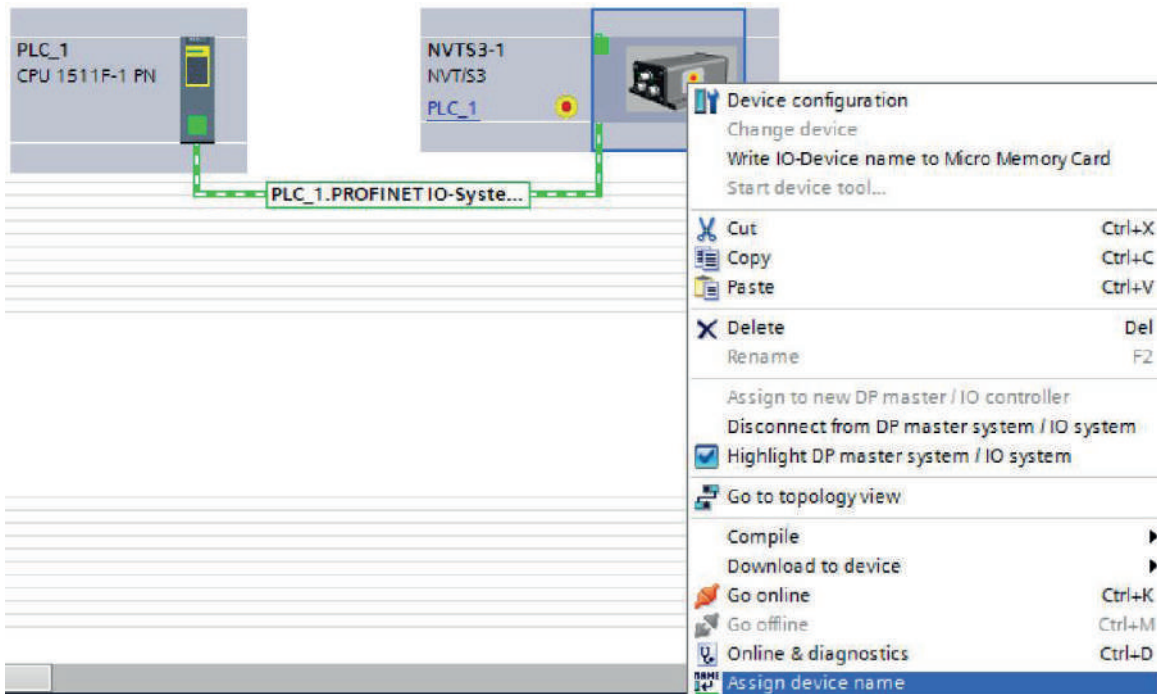 PLC_1
CPU 1511F-1 PN
NVTS3-1
NVT/S3
PLC_1
PLC_1.PROFINET IO-Syste...
Device configuration
Change device
Write IO-Device name to Micro Memory Card
Start device tool...
Cut Ctrl+X
Copy Ctrl+C
Paste Ctrl+V
Delete Del
Rename F2
Assign to new DP master / IO controller
Disconnect from DP master system / IO system
Highlight DP master system / IO system
Go to topology view
Compile
Download to device
Go online Ctrl+K
Go offline Ctrl+M
Online & diagnostics Ctrl+D
NAME Assign device name